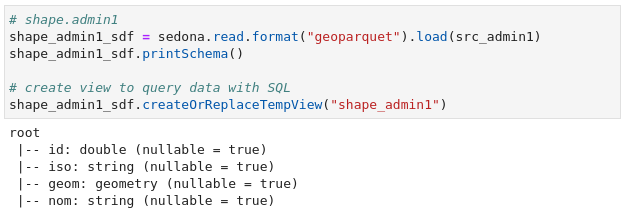 # shape.admin1
shape_admin1_sdf = sedona.read.format("geoparquet").load(src_admin1)
shape_admin1_sdf.printSchema()

# create view to query data with SQL
shape_admin1_sdf.createOrReplaceTempView("shape_admin1")
root
 |-- id: double (nullable = true)
 |-- iso: string (nullable = true)
 |-- geom: geometry (nullable = true)
 |-- nom: string (nullable = true)